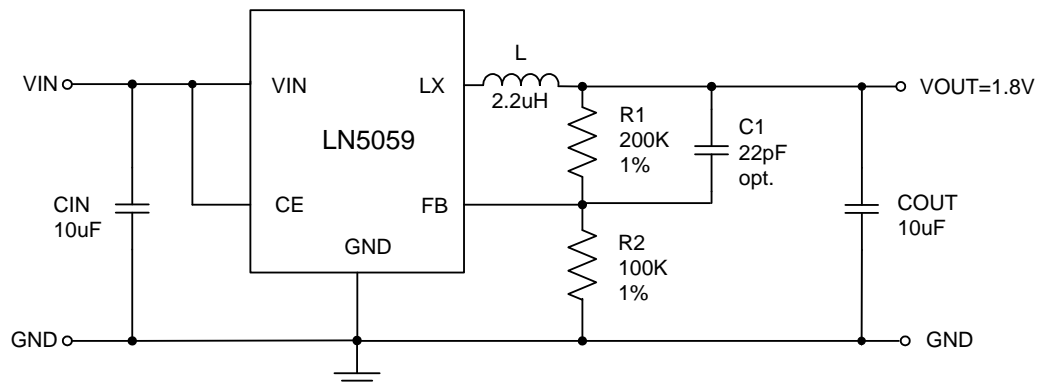 L
VIN
VIN
LX
2.2uH
VOUT=1.8V
R1
200K
1%
C1
22pF
opt.
LN5059
CIN
10uF
CE
FB
COUT
10uF
GND
R2
100K
1%
GND
GND